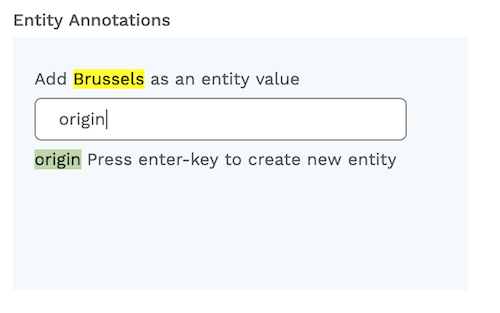 Entity Annotations
Add Brussels as an entity value
origin
origin Press enter-key to create new entity